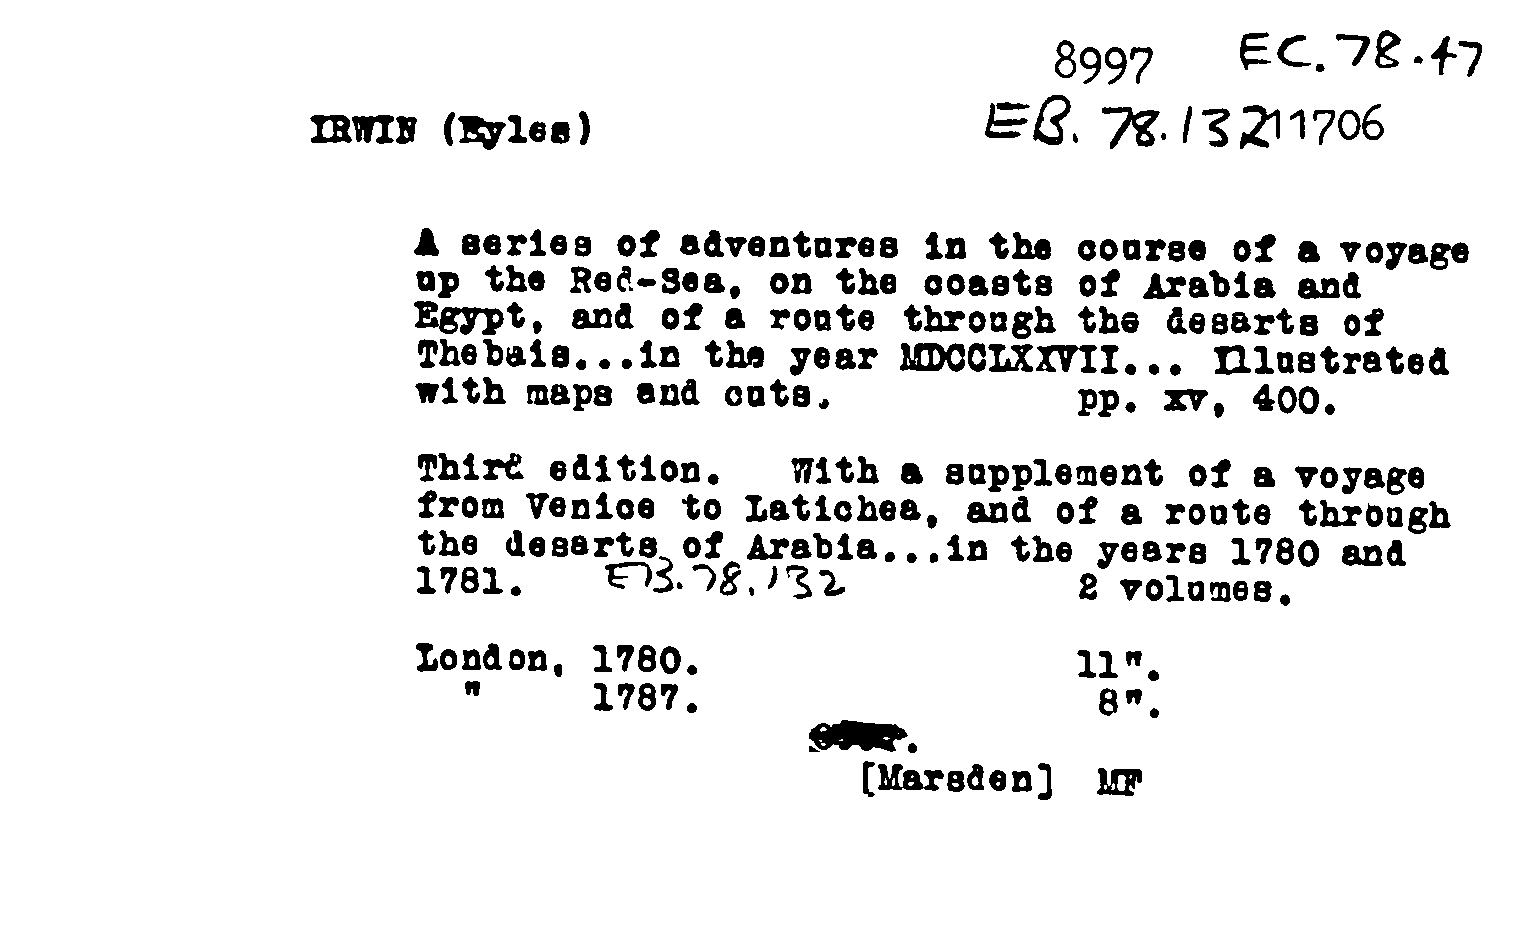 8997 EC.78.47
IRWIN (Eyles) EB.78.132 11706
A series of adventures in the course of a voyage
up the Red-Sea, on the coasts of Arabia and
Egypt, and of a route through the desarts of
Thebais...in the year MDCCLXXVII... Illustrated
with maps and cuts. pp. xv, 400.
Third edition. With a supplement of a voyage
from Venice to Latichea, and of a route through
the desarts of Arabia...in the years 1780 and
1781. EB.78.132 2 volumes.
London, 1780. 11".
" 1787. 8".
[Marsden] MF